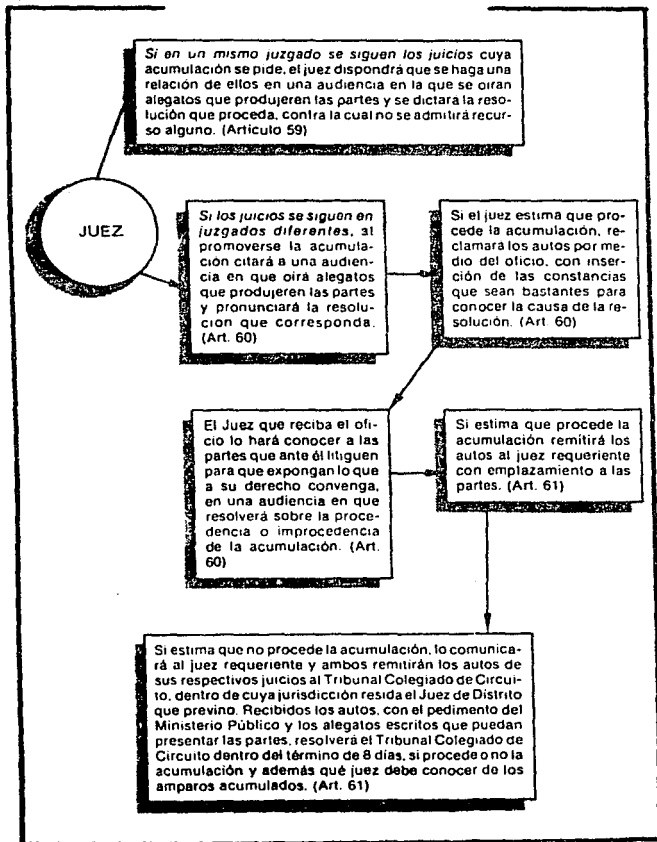 Si en un mismo juzgado se siguen los juicios cuya
acumulación se pide, el juez dispondrá que se haga una
relación de ellos en una audiencia en la que se oiran
alegatos que produjeren las partes y se dictara la reso-
lución que proceda, contra la cual no se admitirá recur-
so alguno. (Artículo 59)
JUEZ
Si los juicios se siguen en
juzgados diferentes, al
promoverse la acumula-
ción citará a una audien-
cia en que oirá alegatos
que produjeren las partes
y pronunciará la resolu-
cion que corresponda.
(Art. 60)
Si el juez estima que pro-
cede la acumulación, re-
clamará los autos por me-
dio del oficio, con inser-
ción de las constancias
que sean bastantes para
conocer la causa de la re-
solución. (Art. 60)
El Juez que reciba el ofi-
cio lo hará conocer a las
partes que ante él litiguen
para que expongan lo que
a su derecho convenga,
en una audiencia en que
resolverá sobre la proce-
dencia o improcedencia
de la acumulación. (Art.
60)
Si estima que procede la
acumulación remitirá los
autos al juez requeriente
con emplazamiento a las
partes. (Art. 61)
Si estima que no procede la acumulación, lo comunica-
rá al juez requeriente y ambos remitirán los autos de
sus respectivos juicios al Tribunal Colegiado de Circui-
to, dentro de cuya jurisdicción resida el Juez de Distrito
que previno. Recibidos los autos, con el pedimento del
Ministerio Público y los alegatos escritos que puedan
presentar las partes, resolverá el Tribunal Colegiado de
Circuito dentro del término de 8 días, si procede o no la
acumulación y además qué juez debe conocer de los
amparos acumulados. (Art. 61)